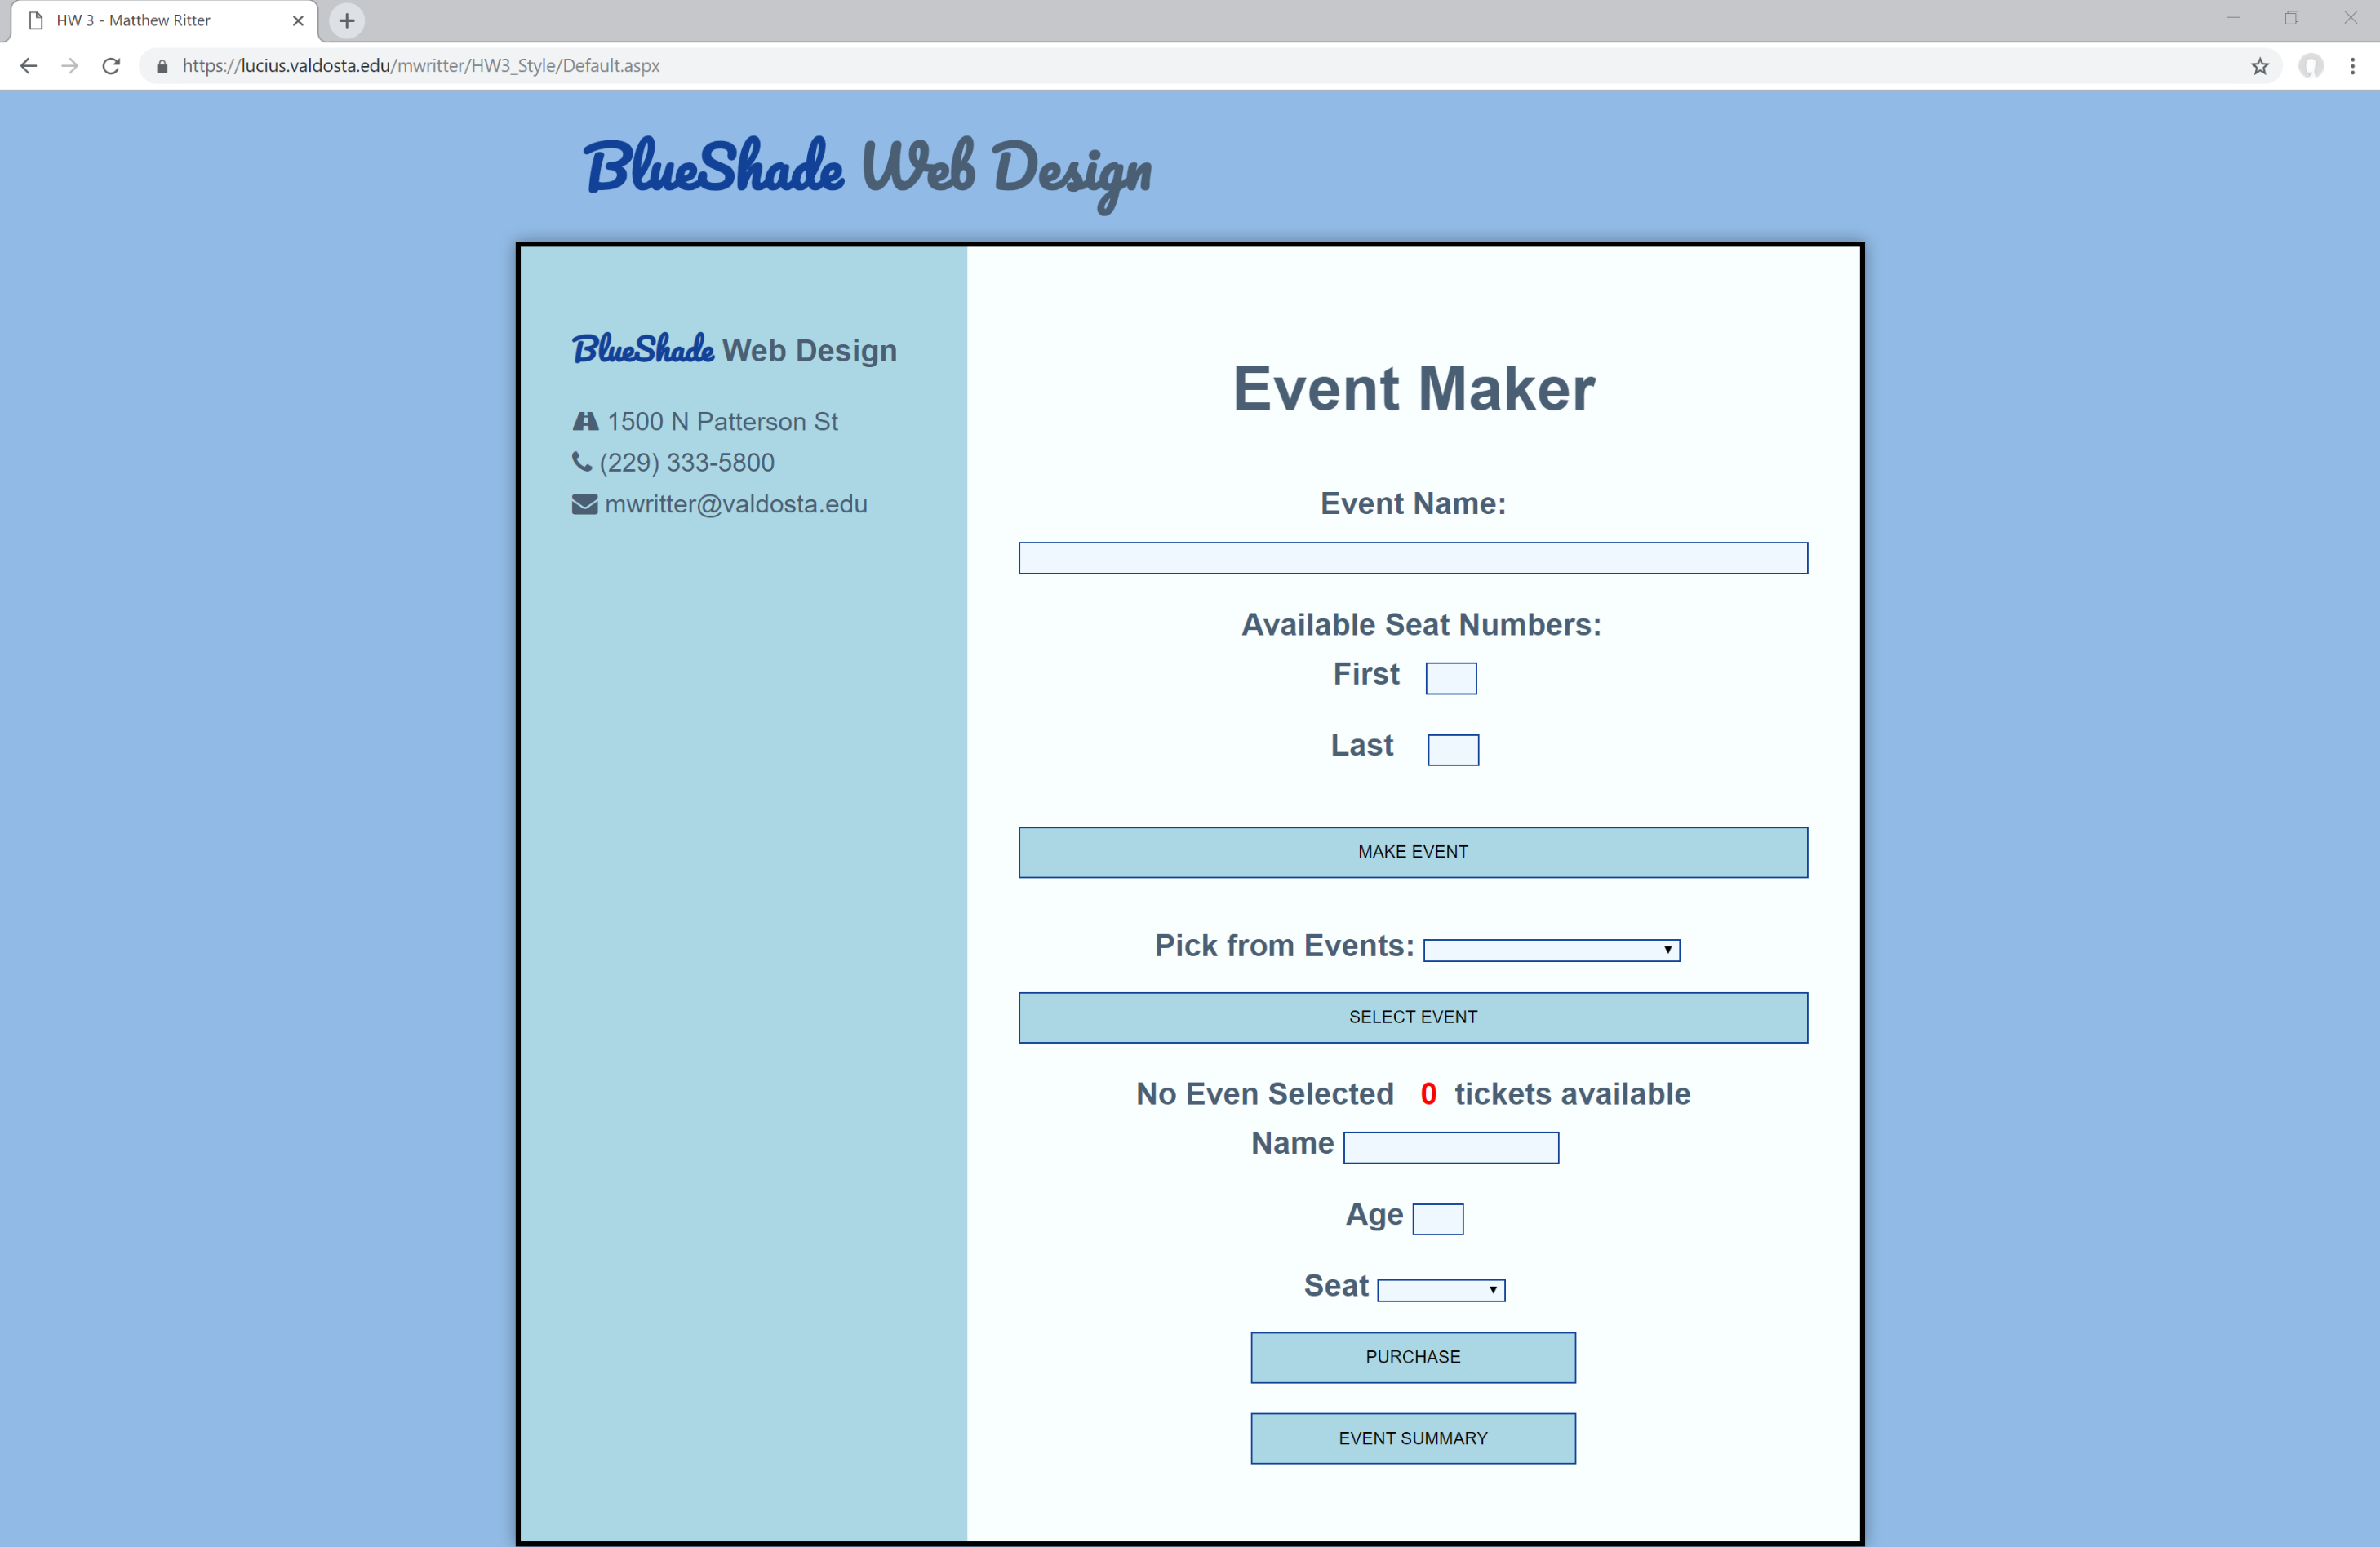 HW 3 - Matthew Ritter
https://lucius.valdosta.edu/mwritter/HW3_Style/Default.aspx
BlueShade Web Design
BlueShade Web Design
1500 N Patterson St
(229) 333-5800
mwritter@valdosta.edu
Event Maker
Event Name:
Available Seat Numbers:
First
Last
MAKE EVENT
Pick from Events:
SELECT EVENT
No Even Selected 0 tickets available
Name
Age
Seat
PURCHASE
EVENT SUMMARY